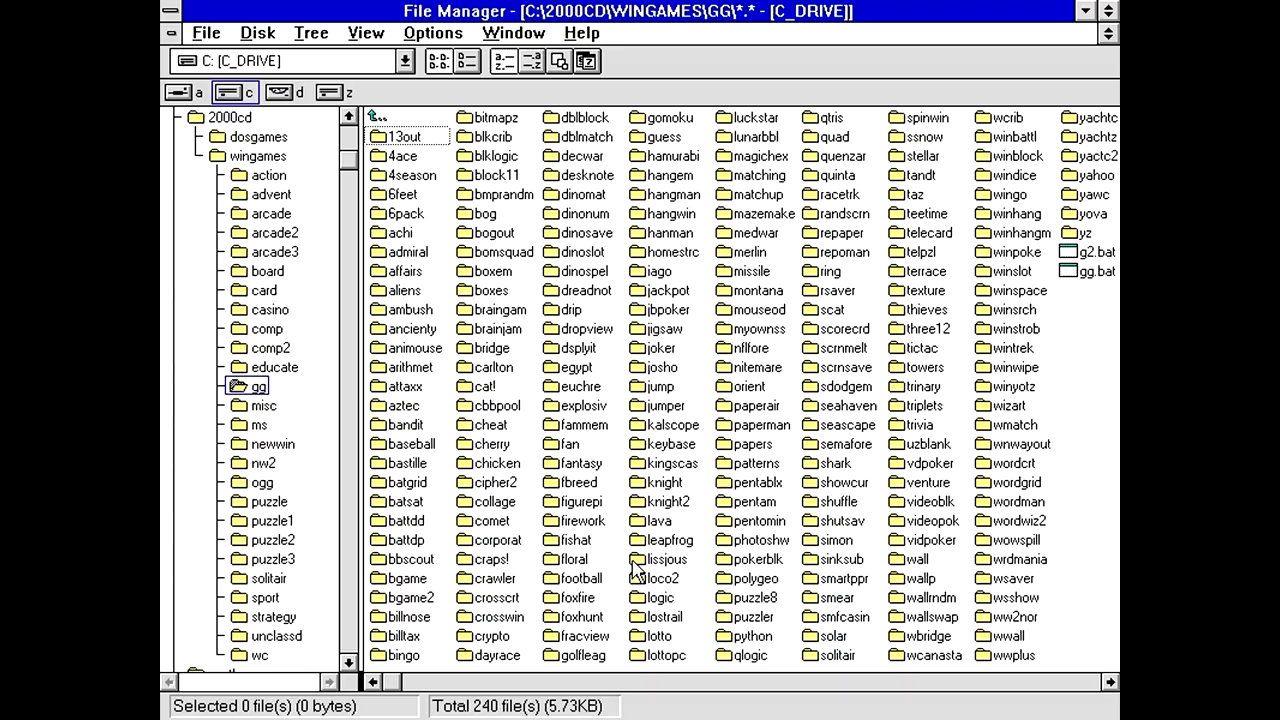 File Manager - [C:\2000CD\WINGAMES\GG\*.* - [C_DRIVE]]
File Disk Tree View Options Window Help
C: [C_DRIVE]
a c d z
2000cd
dosgames
wingames
action
advent
arcade
arcade2
arcade3
board
card
casino
comp
comp2
educate
gg
misc
ms
newwin
nw2
ogg
puzzle
puzzle1
puzzle2
puzzle3
solitair
sport
strategy
unclassd
wc
.. bitmapz dblblock gomoku luckstar qtris spinwin wcrib yachtc
13out blkcrib dblmatch guess lunarbbl quad ssnow winbattl yachtz
4ace blklogic decwar hamurabi magichex quenzar stellar winblock yactc2
4season block11 desknote hangem matching quinta tandt windice yahoo
6feet bmprandm dinomat hangman matchup racetrk taz wingo yawc
6pack bog dinonum hangwin mazemake randscrn teetime winhang yova
achi bogout dinosave hanman medwar repaper telecard winhangm yz
admiral bomsquad dinoslot homestrc merlin repoman telpzl winpoke g2.bat
affairs boxem dinospel iago missile ring terrace winslot gg.bat
aliens boxes dreadnot jackpot montana rsaver texture winspace
ambush braingam drip jbpoker mouseod scat thieves winsrch
ancienty brainjam dropview jigsaw myownss scorecrd three12 winstrob
animouse bridge dsplyit joker nflfore scrnmelt tictac wintrek
arithmet carlton egypt josho nitemare scrnsave towers winwipe
attaxx cat! euchre jump orient sdodgem trinary winyotz
aztec cbbpool explosiv jumper paperair seahaven triplets wizart
bandit cheat fammem kalscope paperman seascape trivia wmatch
baseball cherry fan keybase papers semafore uzblank wnwayout
bastille chicken fantasy kingscas patterns shark vdpoker wordcrt
batgrid cipher2 fbreed knight pentablx showcur venture wordgrid
batsat collage figurepi knight2 pentam shuffle videoblk wordman
battdd comet firework lava pentomin shutsav videopok wordwiz2
battdp corporat fishat leapfrog photoshw simon vidpoker wowspill
bbscout craps! floral lissjous pokerblk sinksub wall wrdmania
bgame crawler football loco2 polygeo smartppr wallp wsaver
bgame2 crosscrt foxfire logic puzzle8 smear wallrndm wsshow
billnose crosswin foxhunt lostrail puzzler smfcasin wallswap ww2nor
billtax crypto fracview lotto python solar wbridge wwall
bingo dayrace golfleag lottopc qlogic solitair wcanasta wwplus
Selected 0 file(s) (0 bytes) Total 240 file(s) (5.73KB)